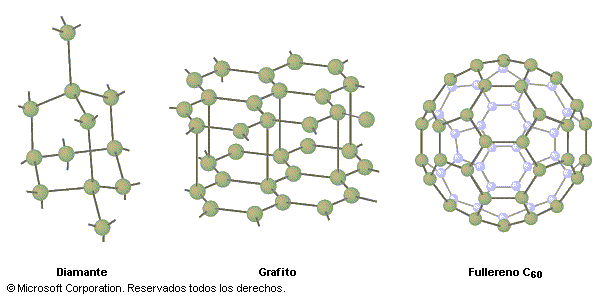 Diamante Grafito Fullereno C60
© Microsoft Corporation. Reservados todos los derechos.